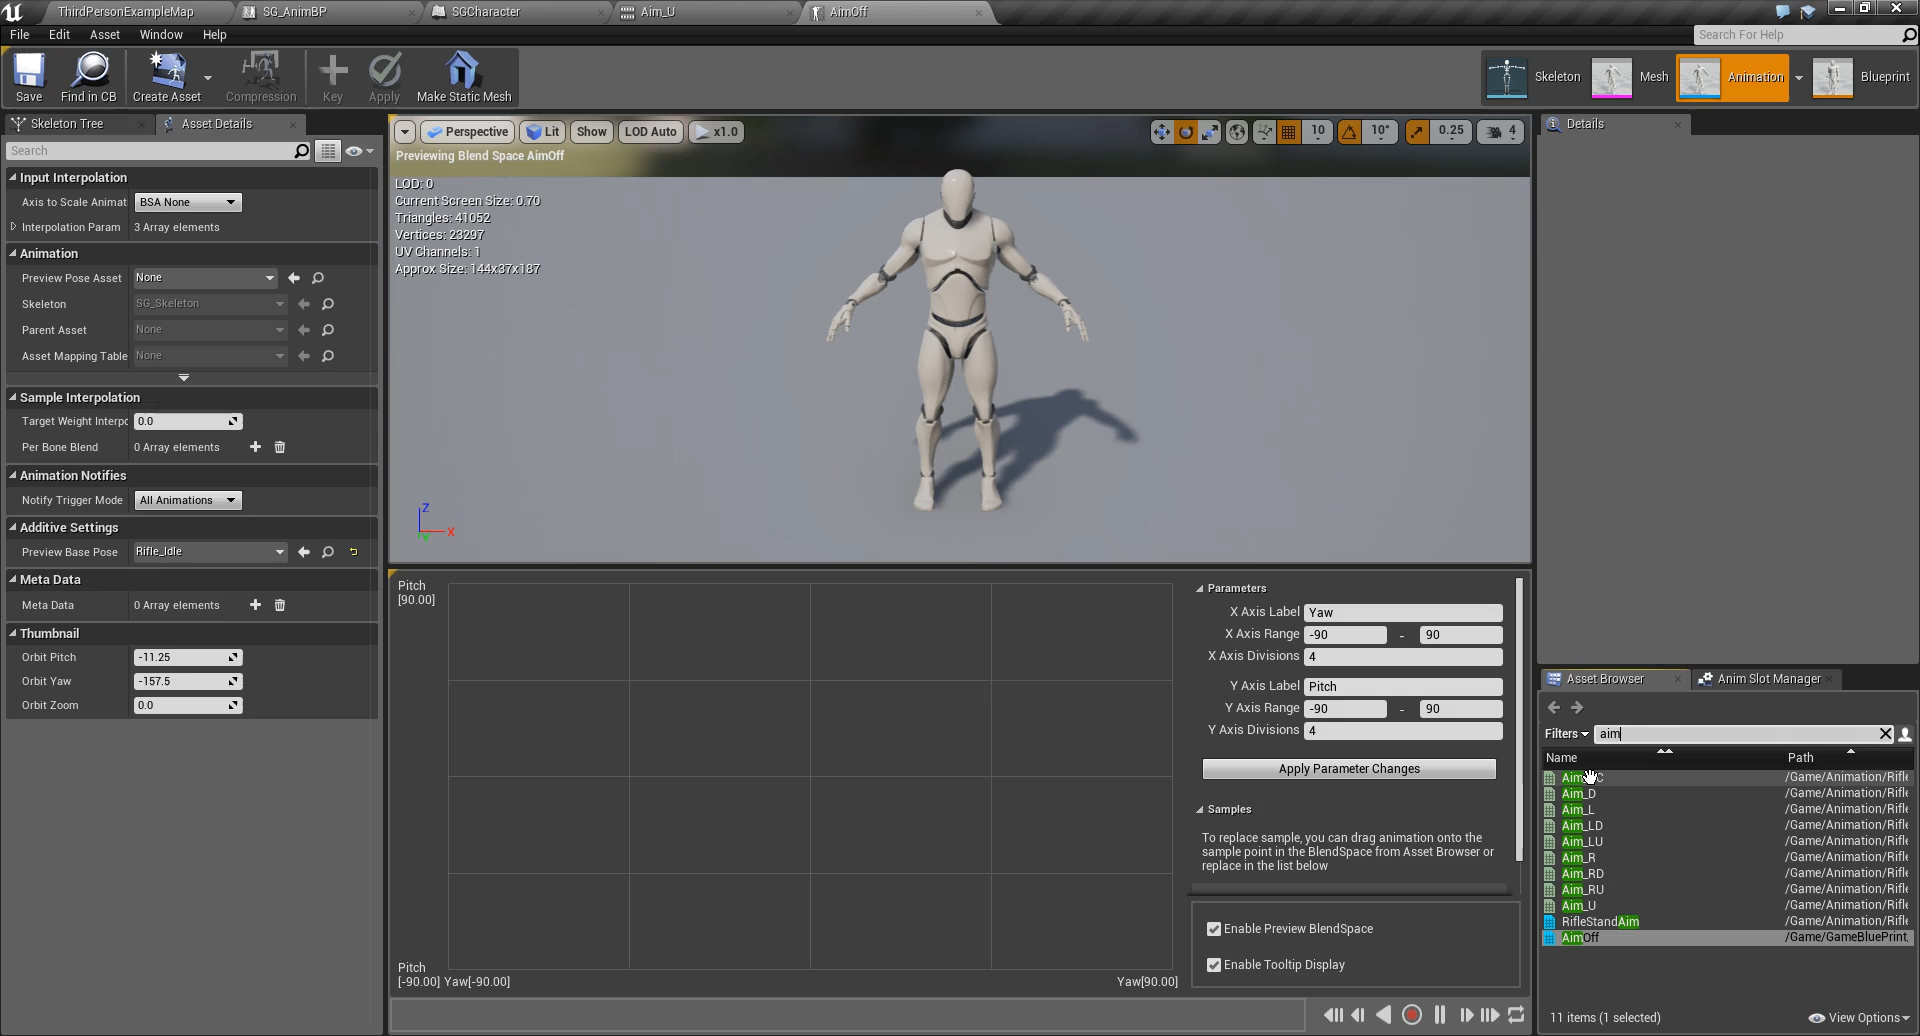 ThirdPersonExampleMap
SG_AnimBP
SGCharacter
Aim_U
AimOff
File Edit Asset Window Help
Search For Help
Save
Find in CB
Create Asset
Compression
Key
Apply
Make Static Mesh
Skeleton
Mesh
Animation
Blueprint
Skeleton Tree
Asset Details
Search
Input Interpolation
Axis to Scale Animat BSA None
Interpolation Param 3 Array elements
Animation
Preview Pose Asset None
Skeleton SG_Skeleton
Parent Asset None
Asset Mapping Table None
Sample Interpolation
Target Weight Interpo 0.0
Per Bone Blend 0 Array elements
Animation Notifies
Notify Trigger Mode All Animations
Additive Settings
Preview Base Pose Rifle_Idle
Meta Data
Meta Data 0 Array elements
Thumbnail
Orbit Pitch -11.25
Orbit Yaw -157.5
Orbit Zoom 0.0
Perspective Lit Show LOD Auto x1.0
10 10° 0.25 4
Previewing Blend Space AimOff
LOD: 0
Current Screen Size: 0.70
Triangles: 41052
Vertices: 23297
UV Channels: 1
Approx Size: 144x37x187
Z
X
Y
Pitch
[90.00]
Pitch
[-90.00] Yaw[-90.00]
Yaw[90.00]
Parameters
X Axis Label Yaw
X Axis Range -90 - 90
X Axis Divisions 4
Y Axis Label Pitch
Y Axis Range -90 - 90
Y Axis Divisions 4
Apply Parameter Changes
Samples
To replace sample, you can drag animation onto the
sample point in the BlendSpace from Asset Browser or
replace in the list below
Enable Preview BlendSpace
Enable Tooltip Display
Details
Asset Browser
Anim Slot Manager
Filters aim
Name Path
/Game/Animation/Rifle
Aim_D /Game/Animation/Rifle
Aim_L /Game/Animation/Rifle
Aim_LD /Game/Animation/Rifle
Aim_LU /Game/Animation/Rifle
Aim_R /Game/Animation/Rifle
Aim_RD /Game/Animation/Rifle
Aim_RU /Game/Animation/Rifle
Aim_U /Game/Animation/Rifle
RifleStandAim /Game/Animation/Rifle
AimOff /Game/GameBluePrint
11 items (1 selected)
View Options